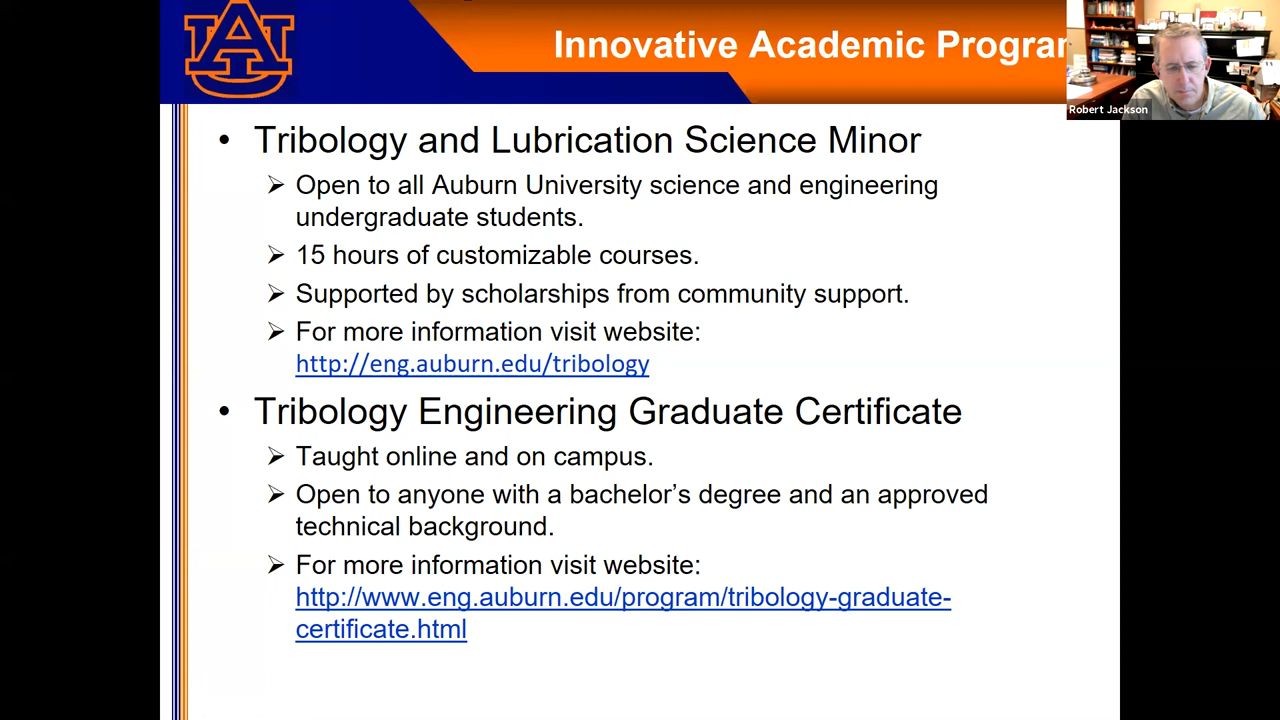 AU
Innovative Academic Progra
Robert Jackson
• Tribology and Lubrication Science Minor
➢ Open to all Auburn University science and engineering
undergraduate students.
➢ 15 hours of customizable courses.
➢ Supported by scholarships from community support.
➢ For more information visit website:
http://eng.auburn.edu/tribology
• Tribology Engineering Graduate Certificate
➢ Taught online and on campus.
➢ Open to anyone with a bachelor's degree and an approved
technical background.
➢ For more information visit website:
http://www.eng.auburn.edu/program/tribology-graduate-
certificate.html